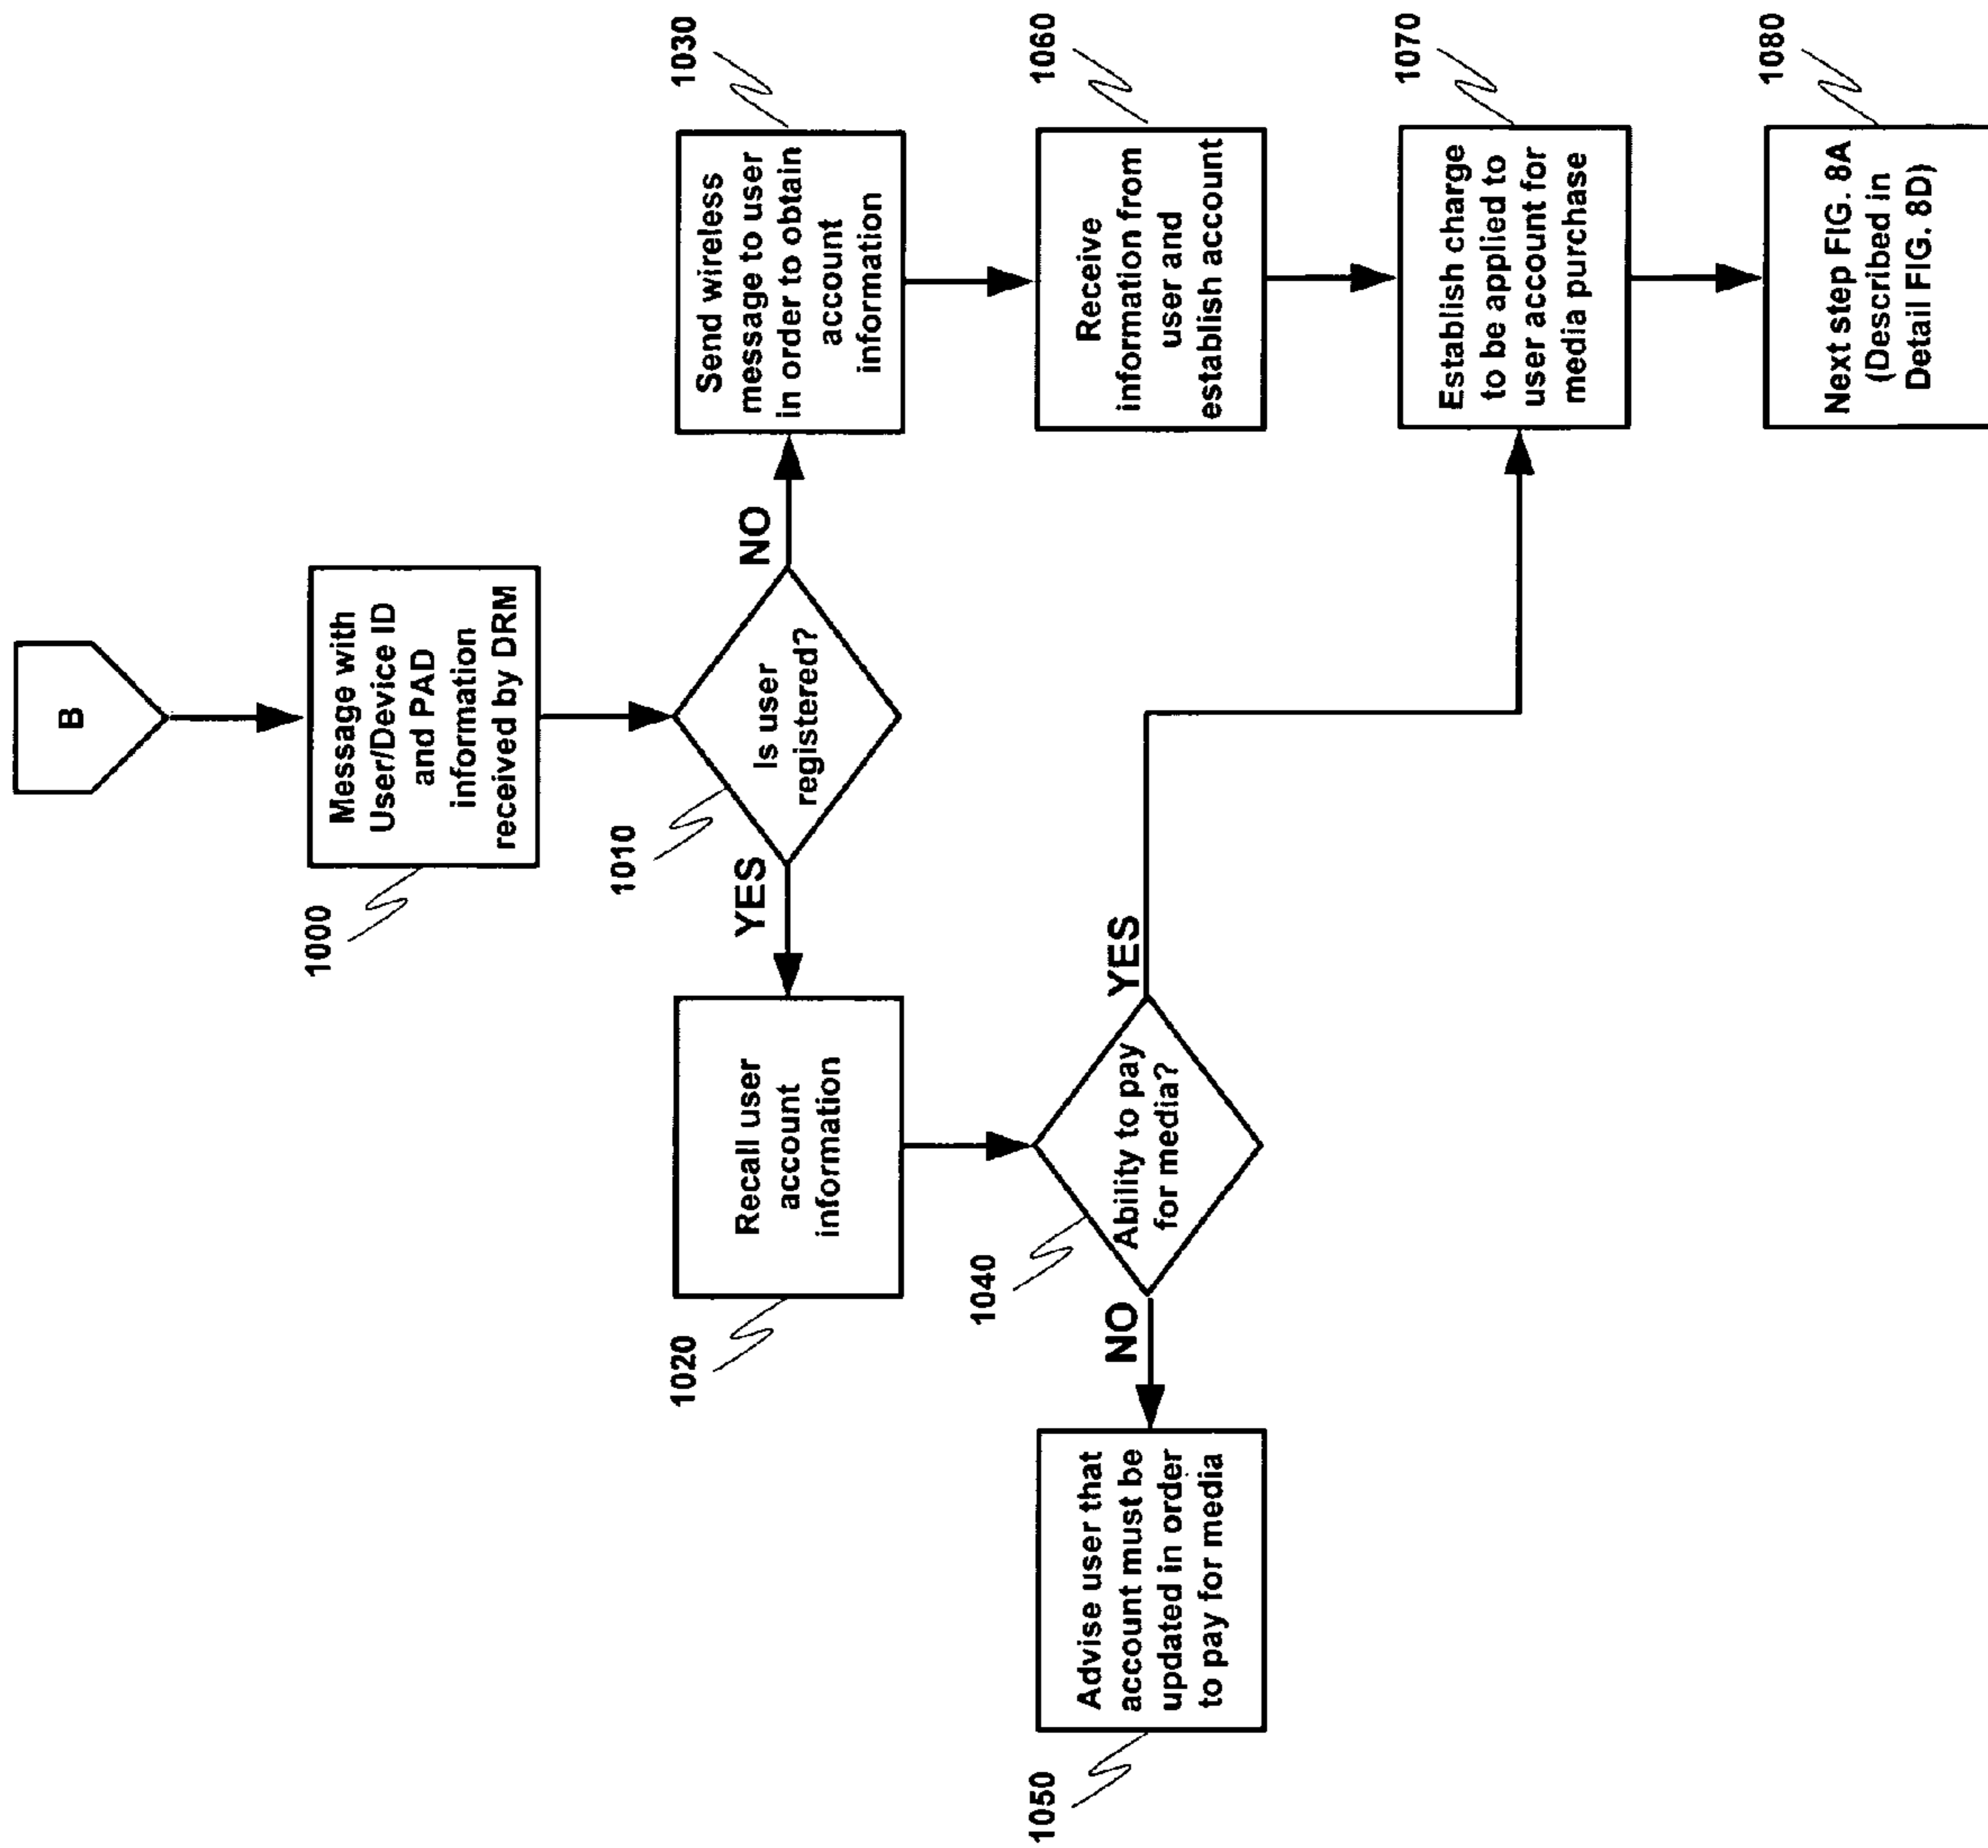 B
Message with
User/Device ID
and PAD
information
received by DRM
1000
Is user
registered?
1010
YES
NO
Recall user
account
information
1020
Send wireless
message to user
in order to obtain
account
information
1030
Ability to pay
for media?
1040
NO
YES
Advise user that
account must be
updated in order
to pay for media
1050
Receive
information from
user and
establish account
1060
Establish charge
to be applied to
user account for
media purchase
1070
Next step FIG. 8A
(Described in
Detail FIG. 8D)
1080